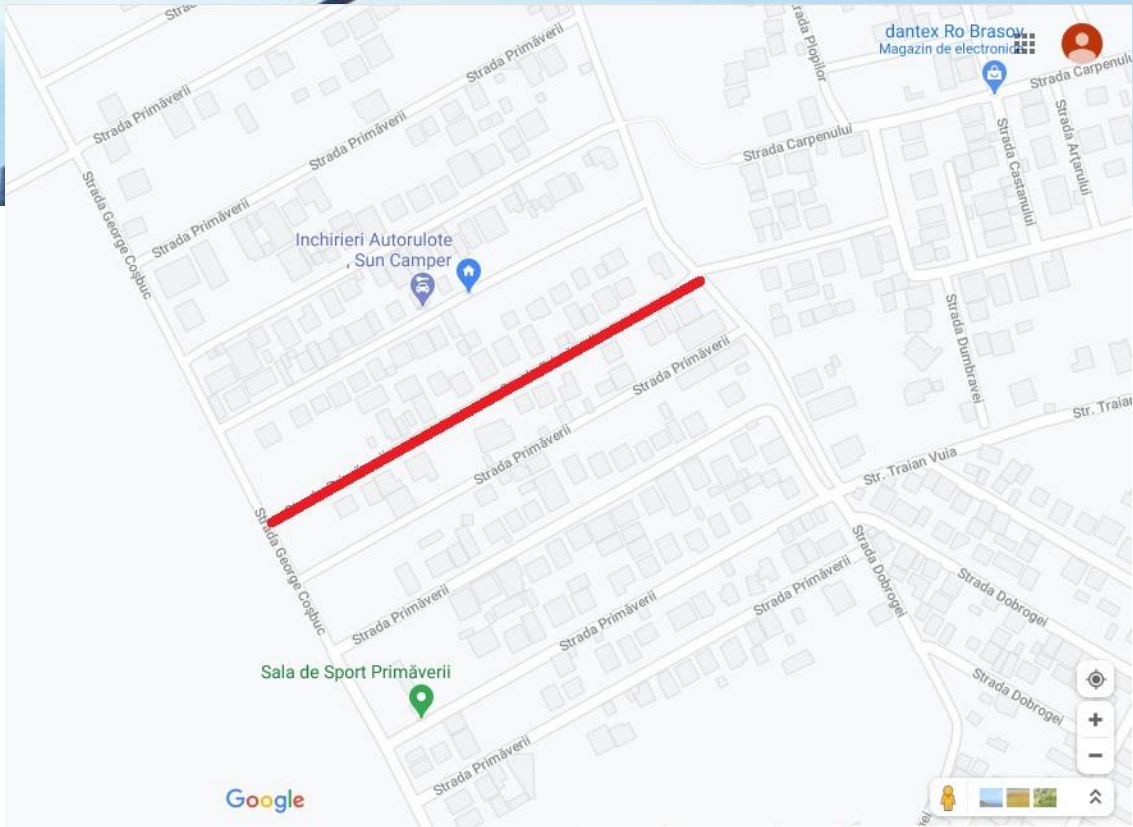 Strada Plopilor
dantex Ro Brasov
Magazin de electronice
Strada Carpenului
Strada Primăverii
Strada Primăverii
Strada Primăverii
Strada Carpenului
Strada Castanului
Strada Arțarului
Strada George Coșbuc
Strada Primăverii
Inchirieri Autorulote
, Sun Camper
Strada Dumbravei
Strada Primăverii
Str. Traian
Strada Primăverii
Str. Traian Vuia
Strada George Coșbuc
Strada Primăverii
Strada Primăverii
Strada Primăverii
Strada Dobrogei
Strada Dobrogei
Sala de Sport Primăverii
Strada Dobrogei
Strada Primăverii
Google